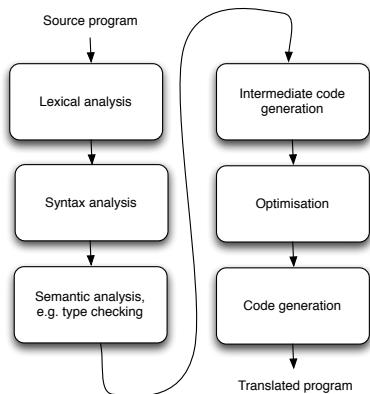 Source program
Lexical analysis
Syntax analysis
Semantic analysis,
e.g. type checking
Intermediate code
generation
Optimisation
Code generation
Translated program